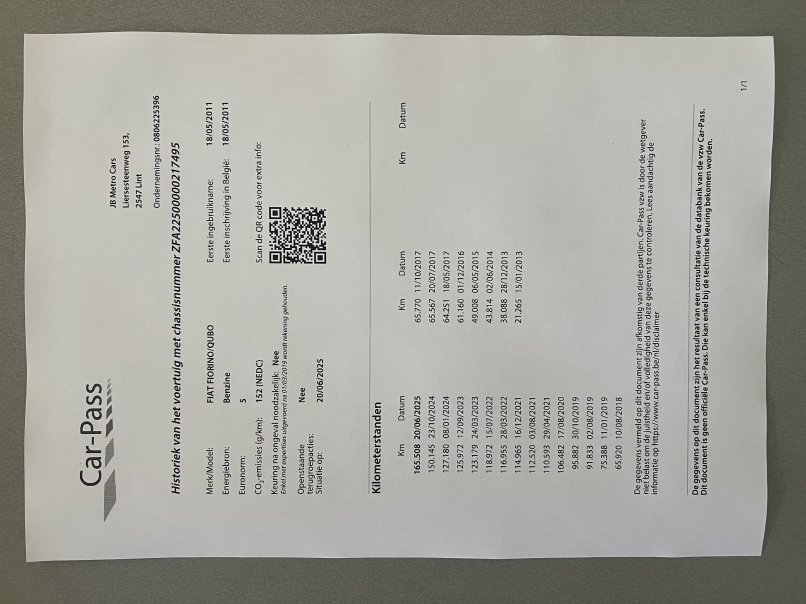 Car-Pass
JB Metro Cars
Liersesteenweg 153,
2547 Lint
Ondernemingsnr.: 0806225396
Historiek van het voertuig met chassisnummer ZFA22500000217495
Merk/Model: FIAT FIORINO/QUBO
Eerste ingebruikname: 18/05/2011
Energiebron: Benzine
Eerste inschrijving in België: 18/05/2011
Euronorm: 5
CO₂-emissies (g/km): 152 (NEDC)
Scan de QR code voor extra info:
Keuring na ongeval noodzakelijk: Nee
Enkel met expertises uitgevoerd na 01/03/2019 wordt rekening gehouden.
Openstaande Nee
terugroepacties:
Situatie op: 20/06/2025
Kilometerstanden
Km Datum Km Datum Km Datum
165.508 20/06/2025 65.770 11/10/2017
150.145 23/10/2024 65.567 20/07/2017
127.180 08/01/2024 64.251 18/05/2017
125.972 12/09/2023 61.160 01/12/2016
123.179 24/03/2023 49.008 06/05/2015
118.972 15/07/2022 43.814 02/06/2014
116.955 28/03/2022 38.088 28/12/2013
114.965 16/12/2021 21.265 15/01/2013
112.520 03/08/2021
110.593 29/04/2021
106.482 17/08/2020
95.882 30/10/2019
91.833 02/08/2019
75.388 11/01/2019
65.920 10/08/2018
De gegevens vermeld op dit document zijn afkomstig van derde partijen. Car-Pass vzw is door de wetgever
niet belast om de juistheid en/of volledigheid van deze gegevens te controleren. Lees aandachtig de
informatie op https://www.car-pass.be/nl/disclaimer
De gegevens op dit document zijn het resultaat van een consultatie van de databank van de vzw Car-Pass.
Dit document is geen officiële Car-Pass. Die kan enkel bij de technische keuring bekomen worden.
1/1